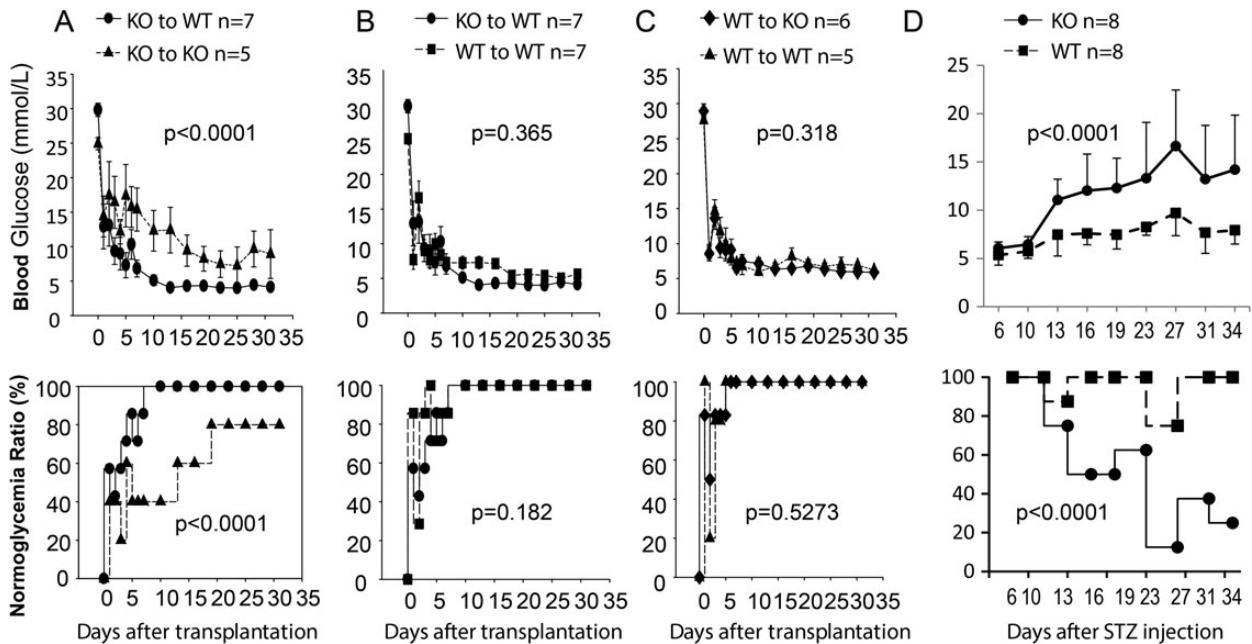 A
KO to WT n=7
KO to KO n=5
Blood Glucose (mmol/L)
35
30
25
20
15
10
5
0
p<0.0001
0 5 10 15 20 25 30 35
B
KO to WT n=7
WT to WT n=7
35
30
25
20
15
10
5
0
p=0.365
0 5 10 15 20 25 30 35
C
WT to KO n=6
WT to WT n=5
35
30
25
20
15
10
5
0
p=0.318
0 5 10 15 20 25 30 35
D
KO n=8
WT n=8
25
20
15
10
5
0
p<0.0001
6 10 13 16 19 23 27 31 34
Normoglycemia Ratio (%)
100
80
60
40
20
0
p<0.0001
0 5 10 15 20 25 30 35
Days after transplantation
100
80
60
40
20
0
p=0.182
0 5 10 15 20 25 30 35
Days after transplantation
100
80
60
40
20
0
p=0.5273
0 5 10 15 20 25 30 35
Days after transplantation
100
80
60
40
20
0
p<0.0001
6 10 13 16 19 23 27 31 34
Days after STZ injection